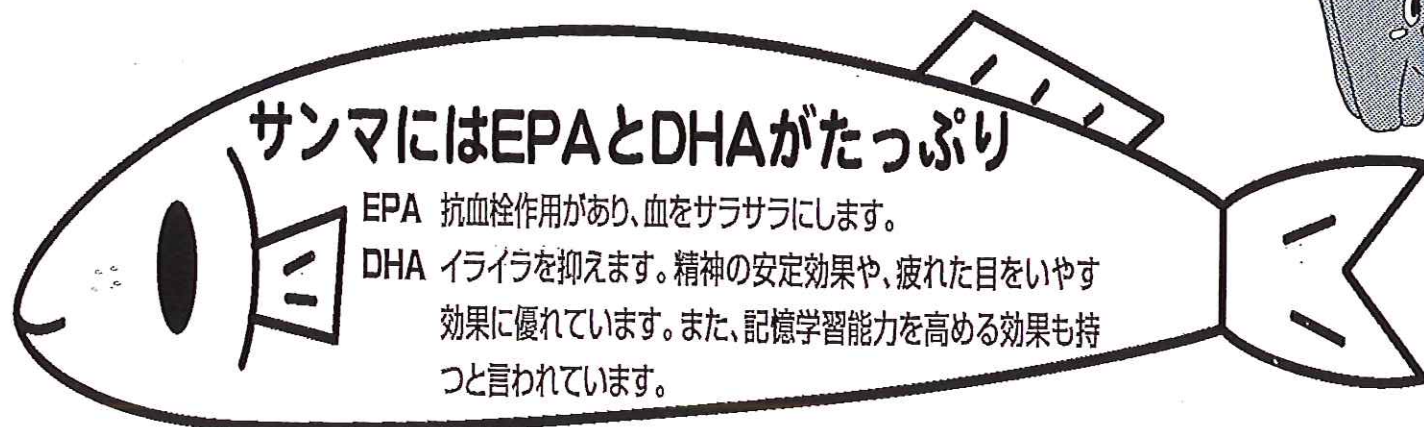 サンマにはEPAとDHAがたっぷり
EPA 抗血栓作用があり、血をサラサラにします。
DHA イライラを抑えます。精神の安定効果や、疲れた目をいやす
効果に優れています。また、記憶学習能力を高める効果も持
つと言われています。